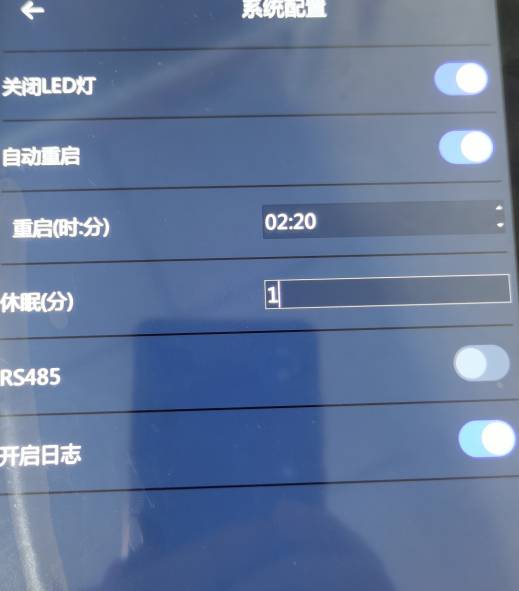 系统配置
关闭LED灯
自动重启
重启(时:分)
02:20
休眠(分)
1
RS485
开启日志